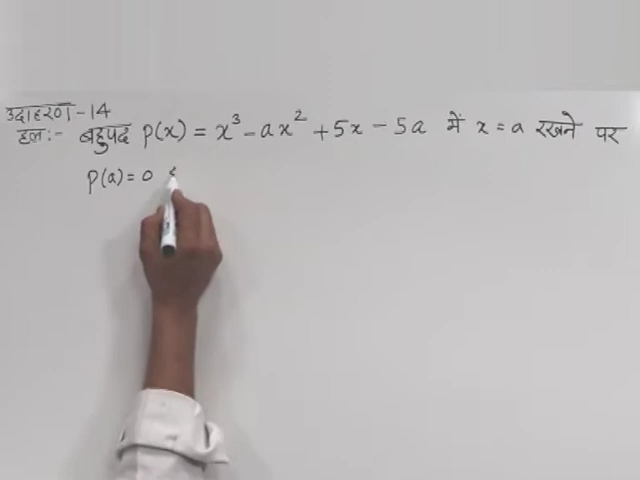 उदाहरण-14
हल:- बहुपद p(x) = x³ - ax² + 5x - 5a में x = a रखने पर
p(a) = 0